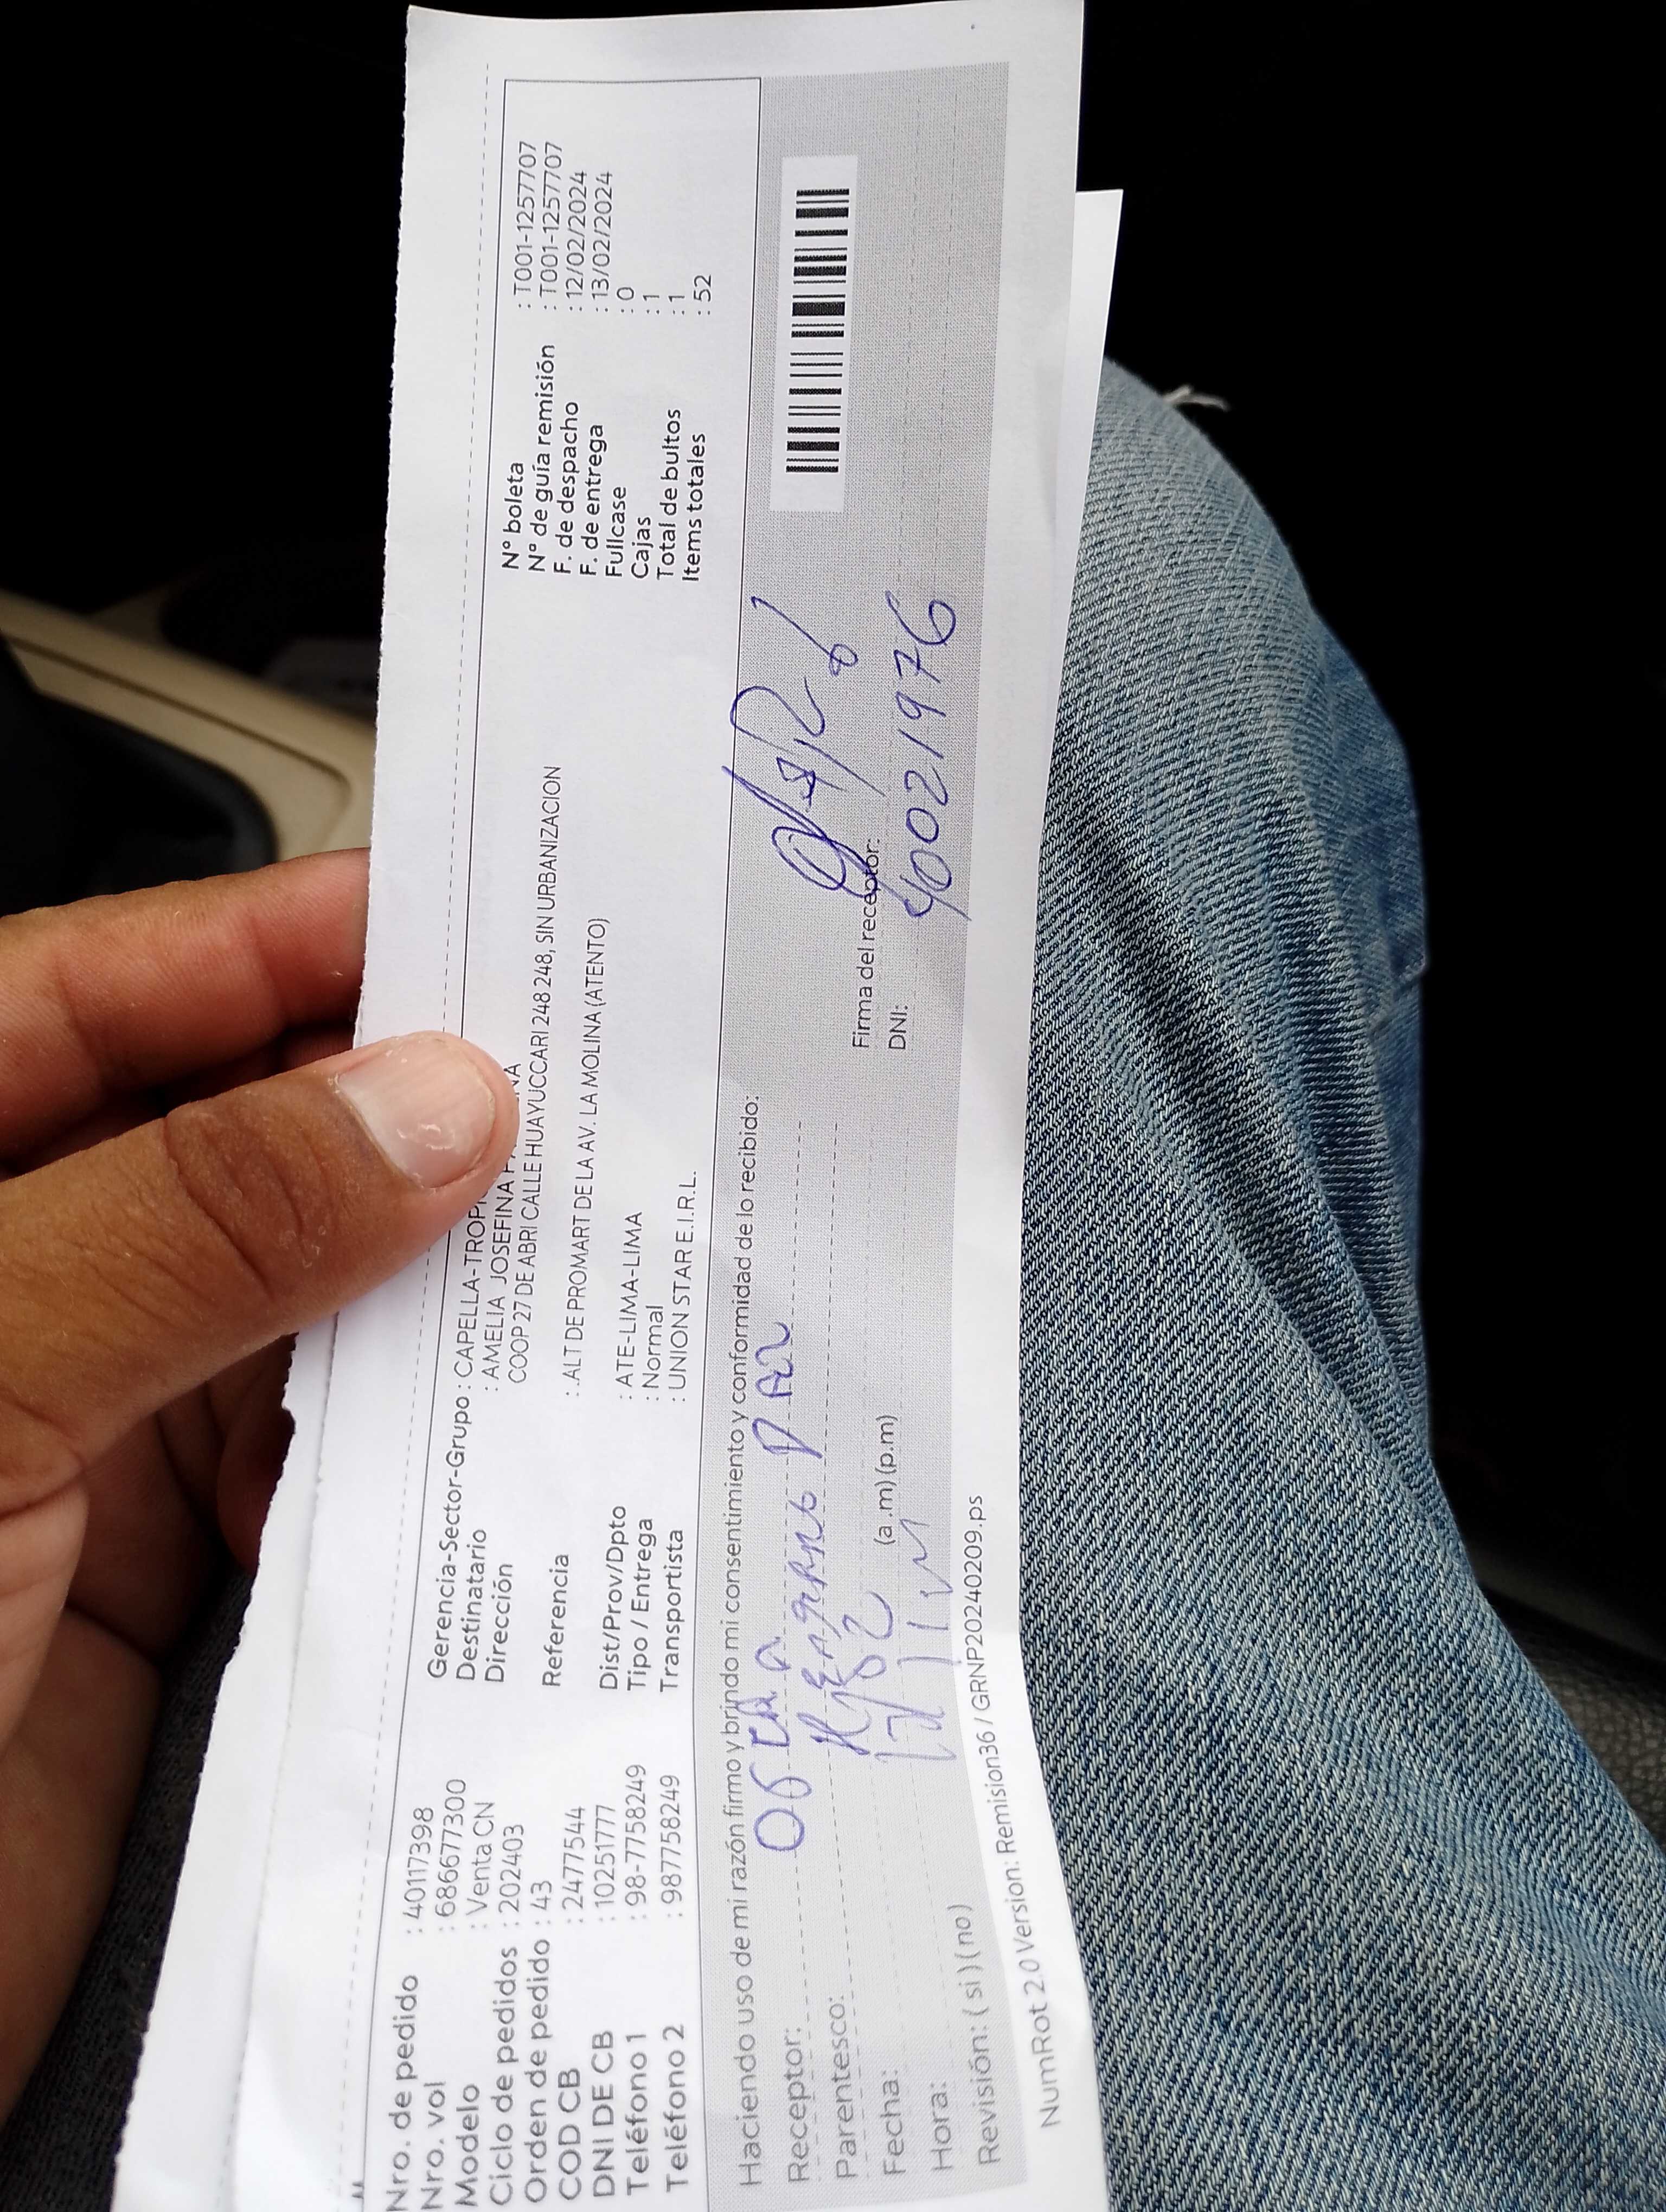 Nro. de pedido : 40117398
Nro. vol : 686677300
Modelo : Venta CN
Ciclo de pedidos : 202403
Orden de pedido : 43
COD CB : 2477544
DNI DE CB : 10251777
Teléfono 1 : 98-77758249
Teléfono 2 : 987758249
Gerencia-Sector-Grupo : CAPELLA-TROPI
Destinatario : AMELIA JOSEFINA
Dirección COOP 27 DE ABRI CALLE HUAYUCCARI 248 248, SIN URBANIZACION
Referencia : .ALT DE PROMART DE LA AV. LA MOLINA (ATENTO)
Dist/Prov/Dpto : ATE-LIMA-LIMA
Tipo / Entrega : Normal
Transportista : UNION STAR E.I.R.L.
N° boleta : T001-1257707
N° de guía remisión : T001-1257707
F. de despacho : 12/02/2024
F. de entrega : 13/02/2024
Fullcase : 0
Cajas : 1
Total de bultos : 1
Items totales : 52
Haciendo uso de mi razón firmo y brindo mi consentimiento y conformidad de lo recibido:
Receptor:
Parentesco:
Fecha:
Hora: (a .m) (p.m)
Revisión: ( si ) ( no )
Firma del receptor:
DNI: 40021976
NumRot 2.0 Version: Remision36 / GRNP20240209.ps